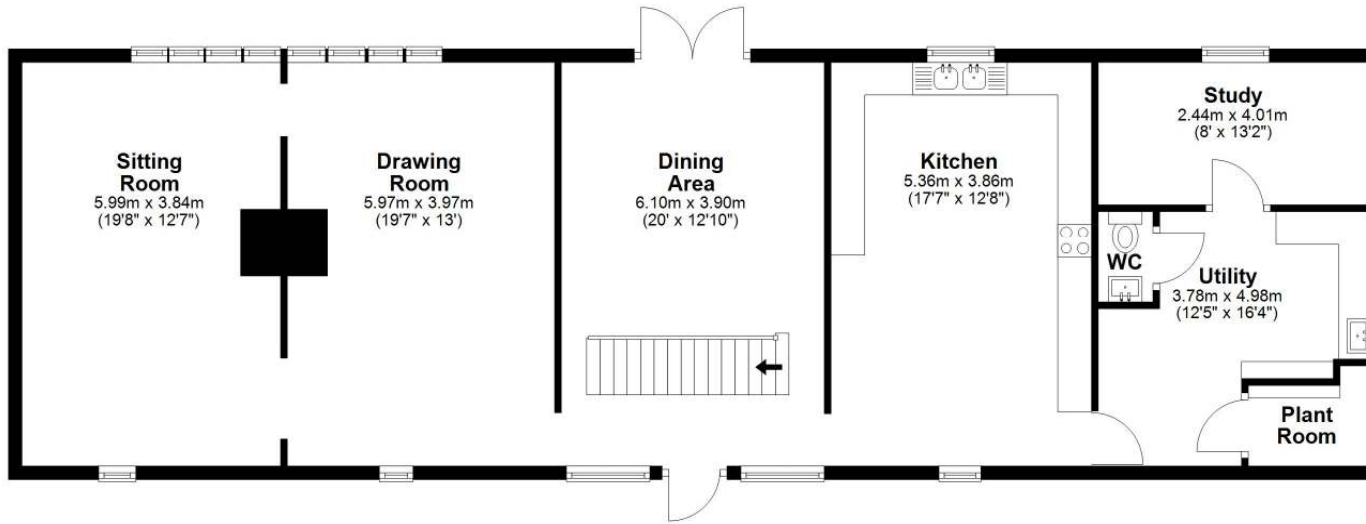 Sitting
Room
5.99m x 3.84m
(19'8" x 12'7")
Drawing
Room
5.97m x 3.97m
(19'7" x 13')
Dining
Area
6.10m x 3.90m
(20' x 12'10")
Kitchen
5.36m x 3.86m
(17'7" x 12'8")
Study
2.44m x 4.01m
(8' x 13'2")
WC
Utility
3.78m x 4.98m
(12'5" x 16'4")
Plant
Room